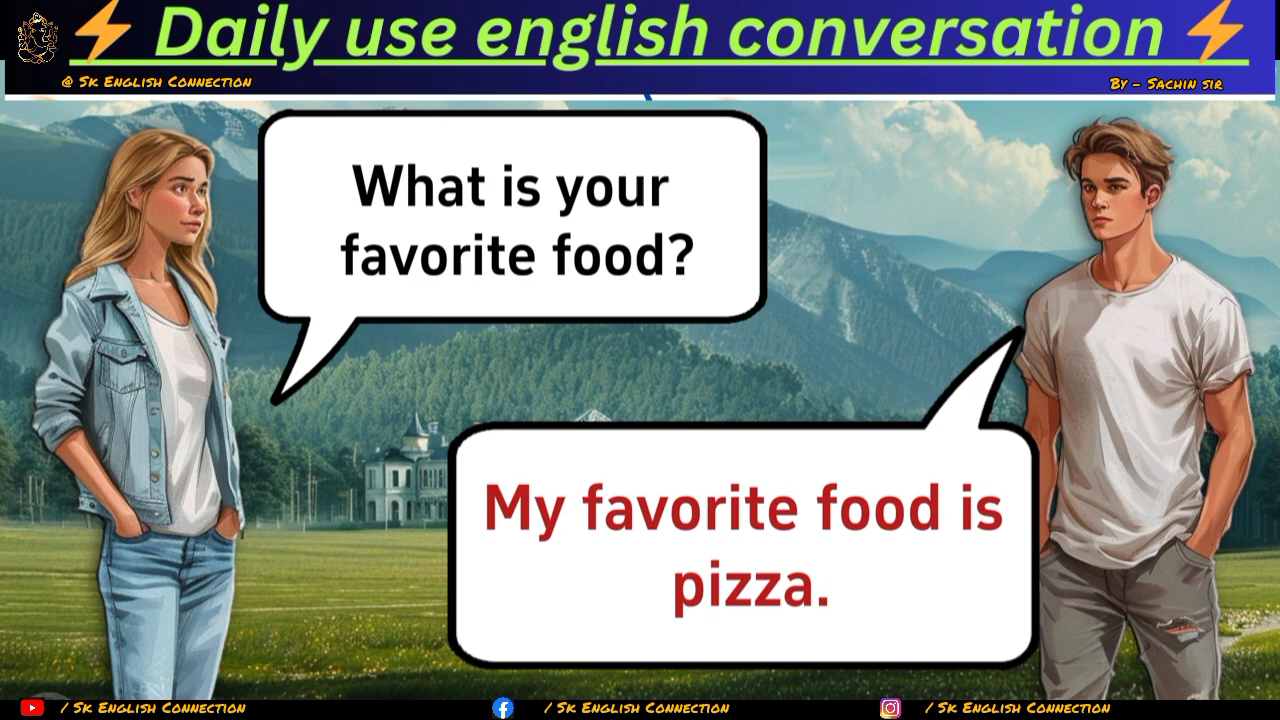 ⚡ Daily use english conversation ⚡
@ Sk English Connection
By - Sachin sir
What is your
favorite food?
My favorite food is
pizza.
/ Sk English Connection
/ Sk English Connection
/ Sk English Connection